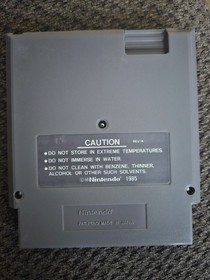 CAUTION
REV-A
● DO NOT STORE IN EXTREME TEMPERATURES.
● DO NOT IMMERSE IN WATER.
● DO NOT CLEAN WITH BENZENE, THINNER,
ALCOHOL OR OTHER SUCH SOLVENTS.
Nintendo® 1985
Nintendo